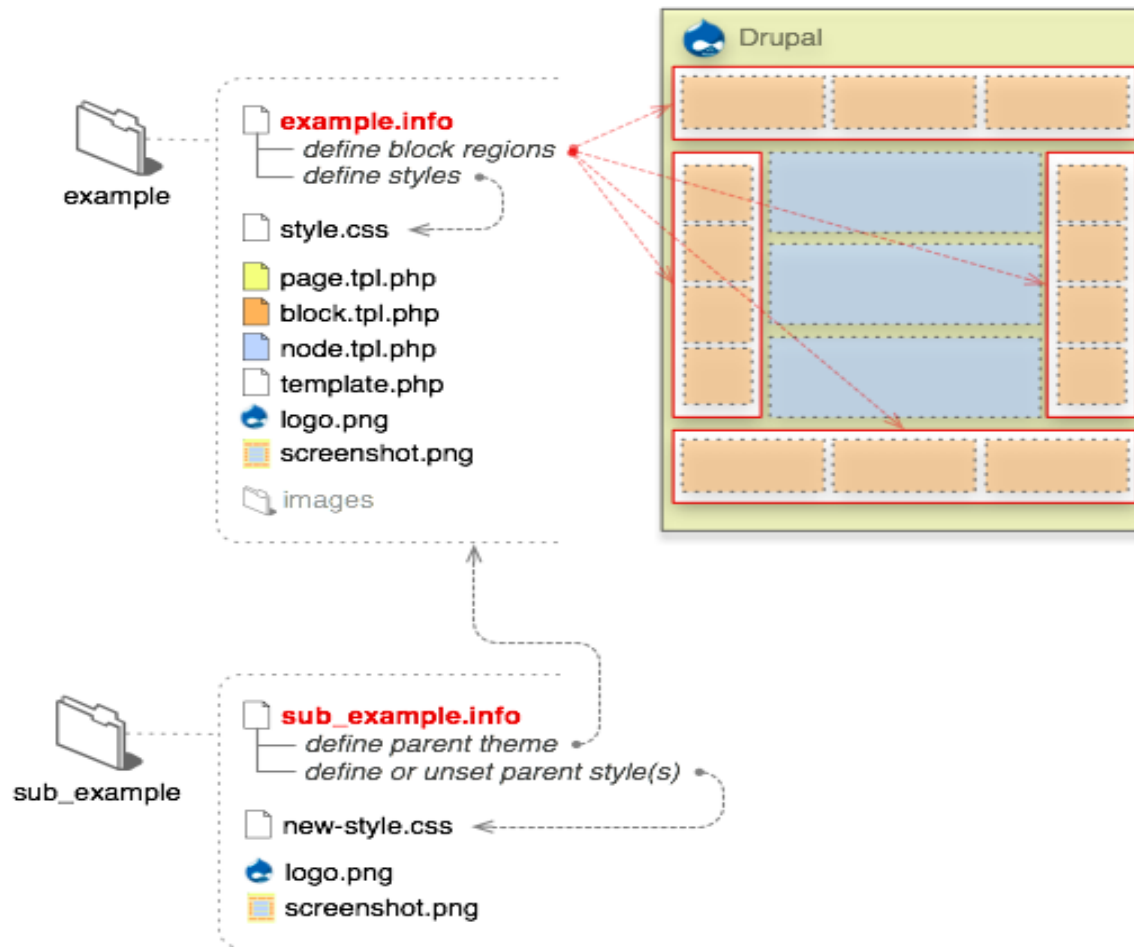 Drupal
example.info
define block regions
define styles
example
style.css
page.tpl.php
block.tpl.php
node.tpl.php
template.php
logo.png
screenshot.png
images
sub_example.info
define parent theme
define or unset parent style(s)
sub_example
new-style.css
logo.png
screenshot.png